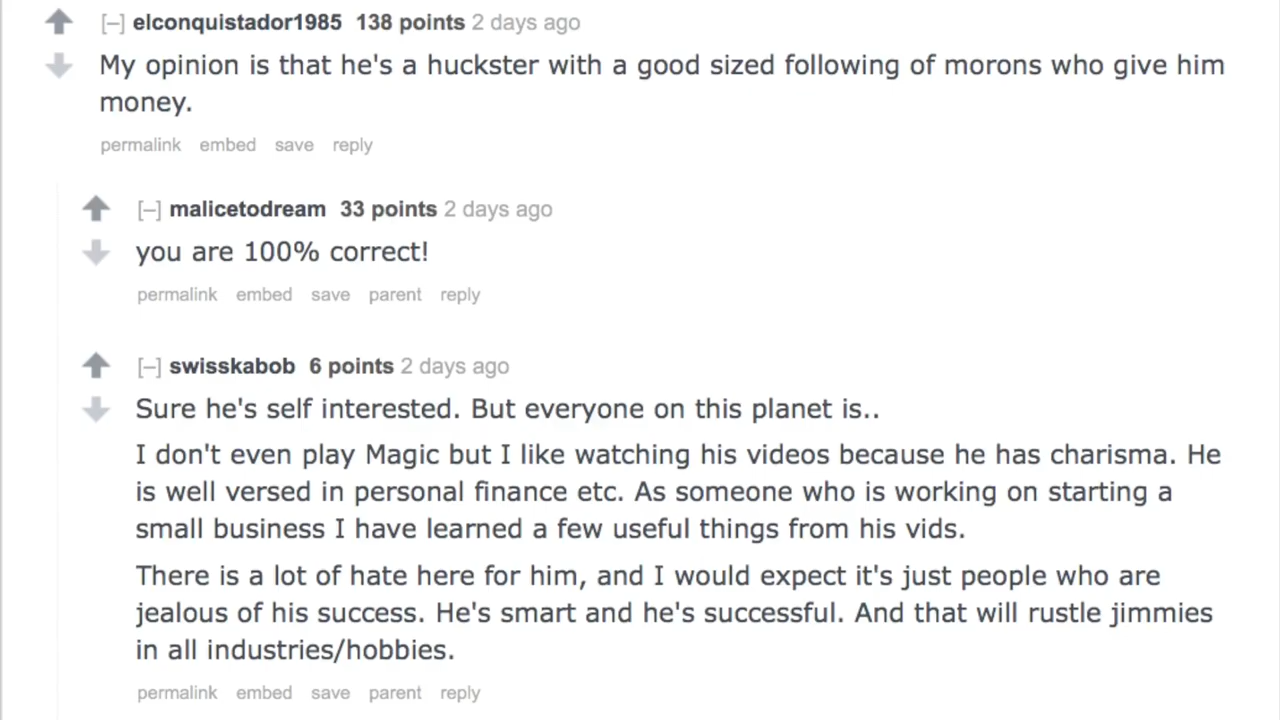 [–] elconquistador1985 138 points 2 days ago
My opinion is that he's a huckster with a good sized following of morons who give him
money.
permalink embed save reply
[–] malicetodream 33 points 2 days ago
you are 100% correct!
permalink embed save parent reply
[–] swisskabob 6 points 2 days ago
Sure he's self interested. But everyone on this planet is..
I don't even play Magic but I like watching his videos because he has charisma. He
is well versed in personal finance etc. As someone who is working on starting a
small business I have learned a few useful things from his vids.
There is a lot of hate here for him, and I would expect it's just people who are
jealous of his success. He's smart and he's successful. And that will rustle jimmies
in all industries/hobbies.
permalink embed save parent reply